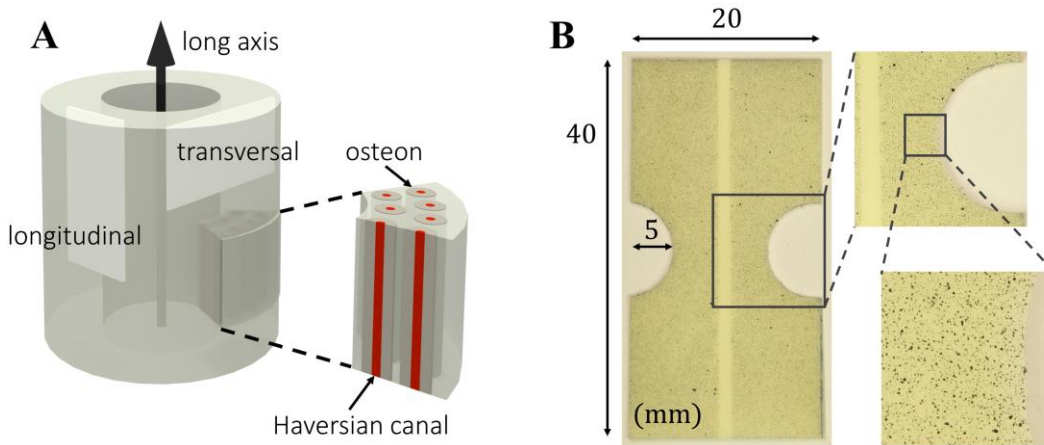 A
long axis
transversal
osteon
longitudinal
Haversian canal
B
20
40
5
(mm)